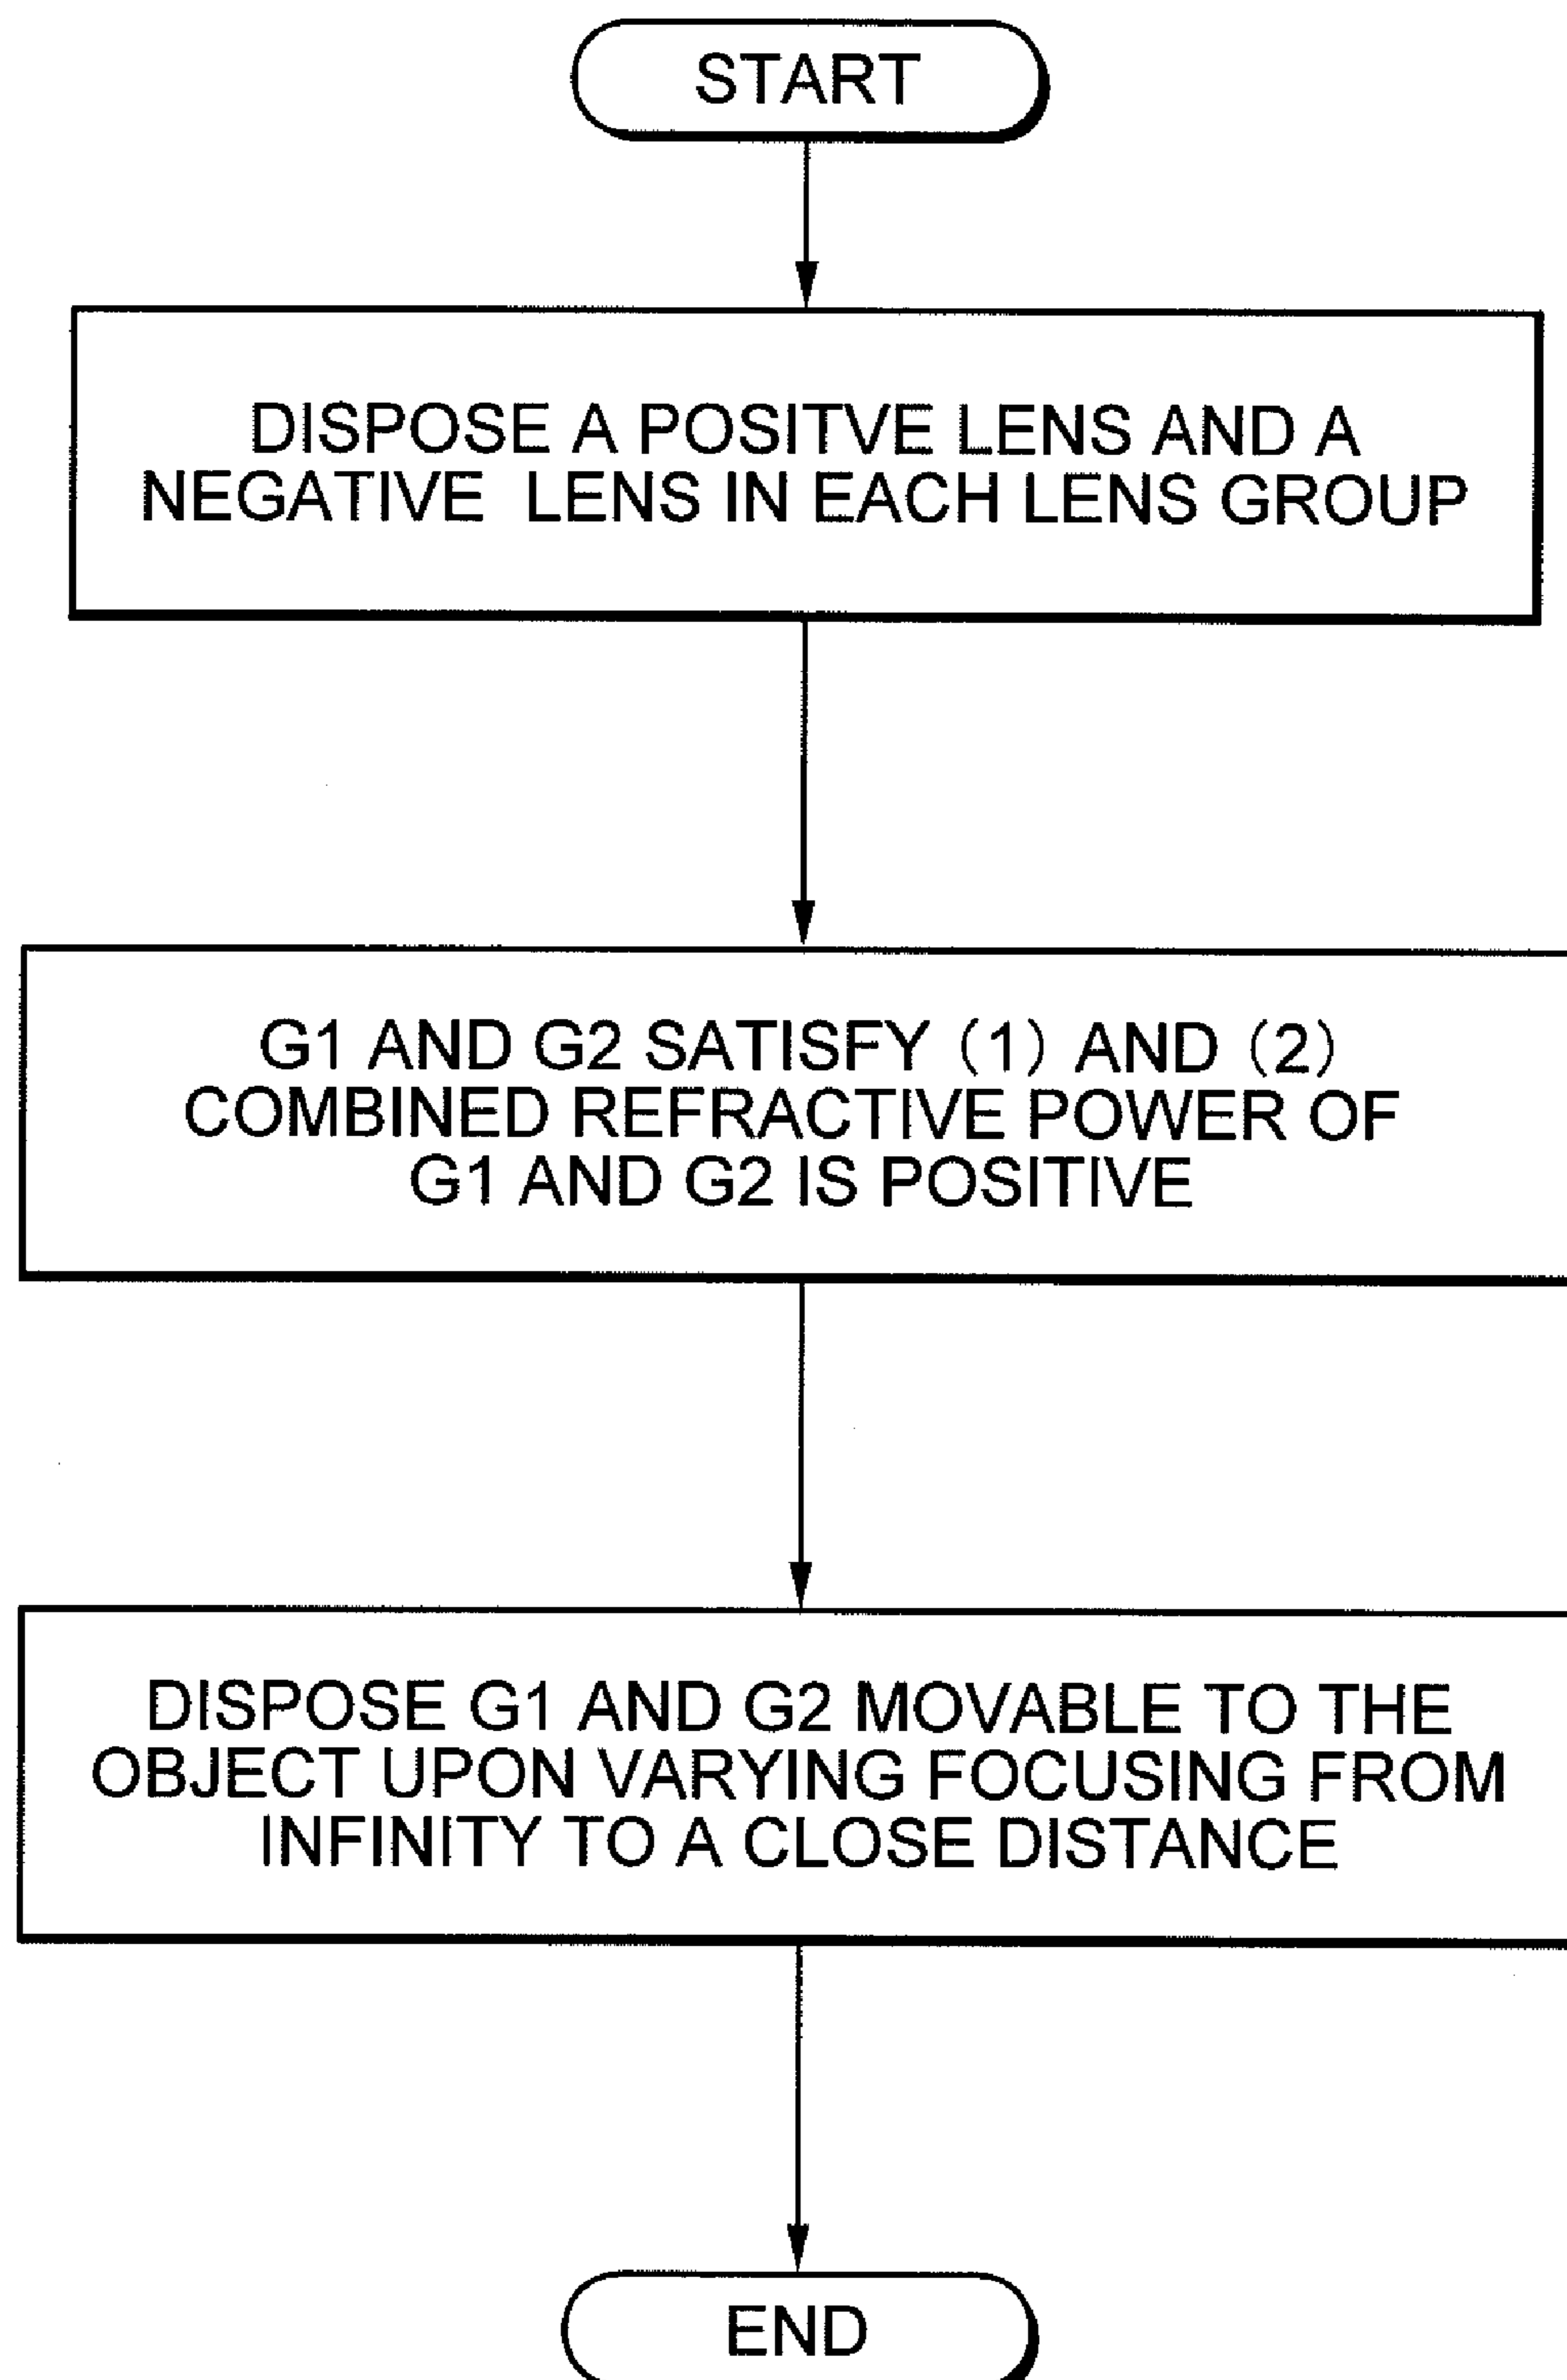 START
DISPOSE A POSITVE LENS AND A
NEGATIVE LENS IN EACH LENS GROUP
G1 AND G2 SATISFY (1) AND (2)
COMBINED REFRACTIVE POWER OF
G1 AND G2 IS POSITIVE
DISPOSE G1 AND G2 MOVABLE TO THE
OBJECT UPON VARYING FOCUSING FROM
INFINITY TO A CLOSE DISTANCE
END